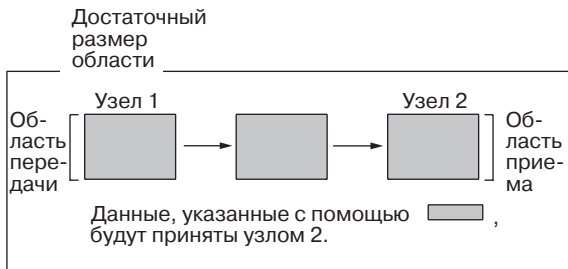 Достаточный
размер
области
Узел 1
Узел 2
Об-
ласть
пере-
дачи
Об-
ласть
прие-
ма
Данные, указанные с помощью ,
будут приняты узлом 2.